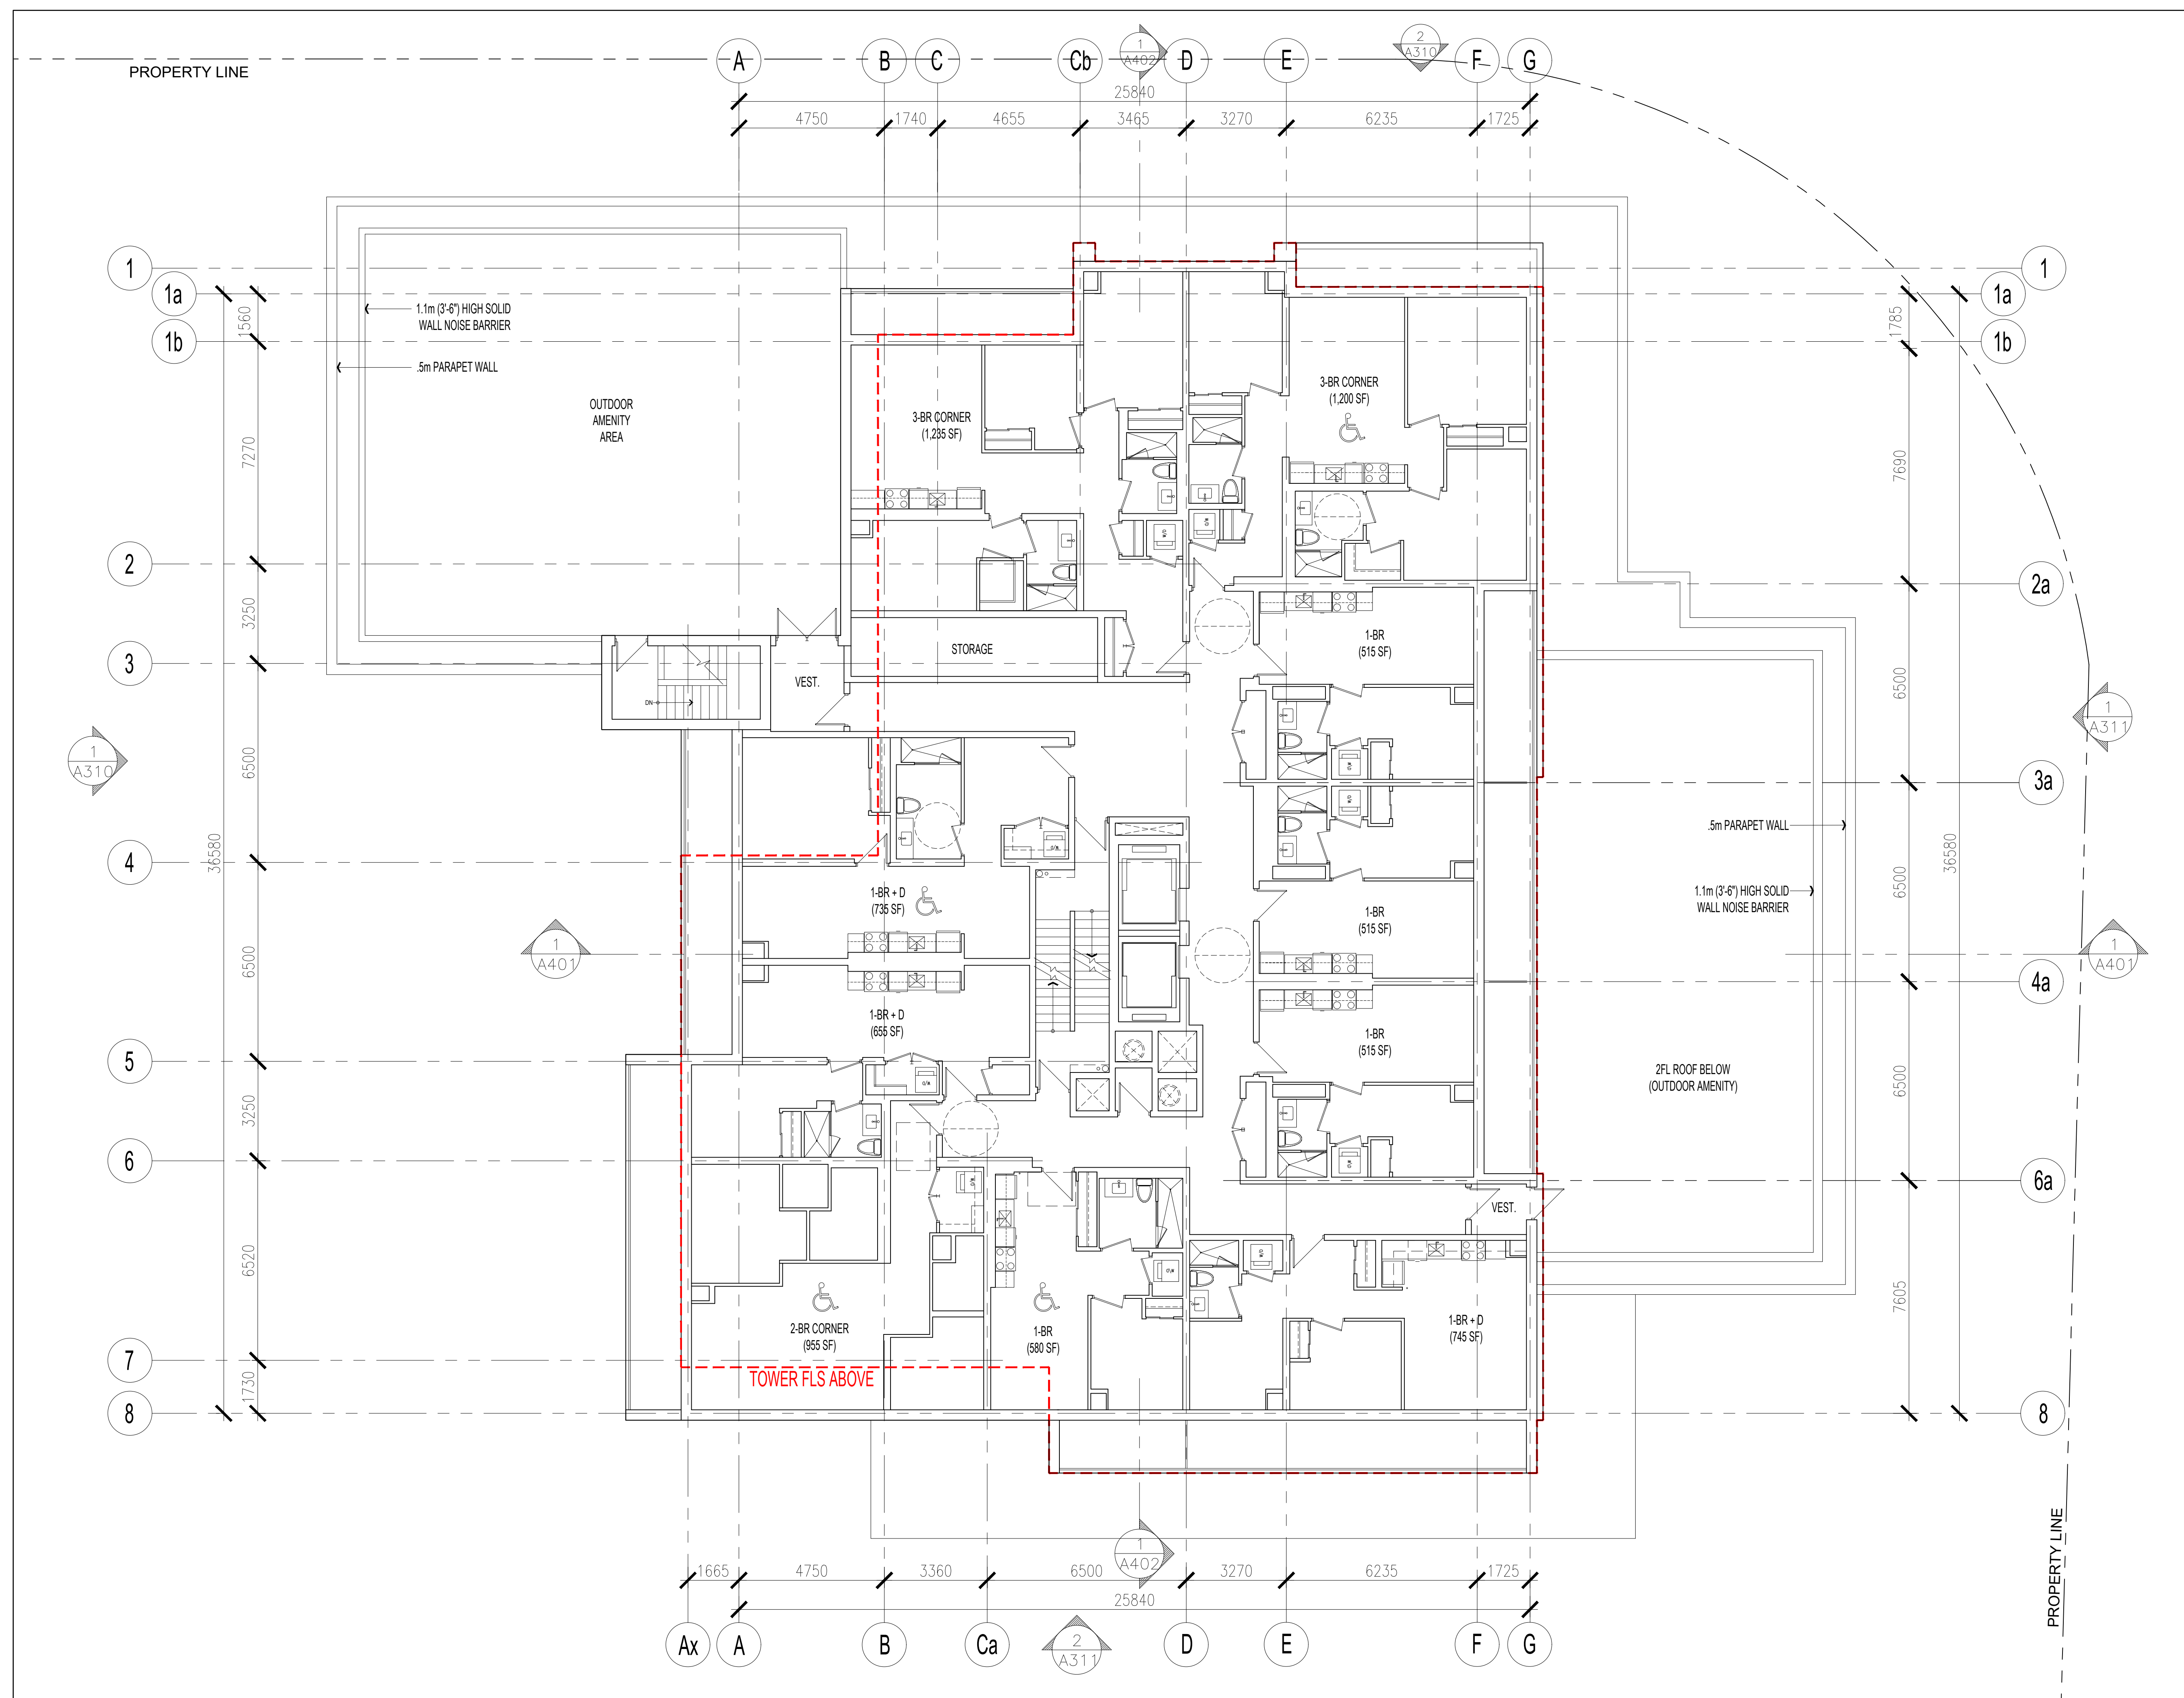 PROPERTY LINE
A B C Cb D E F G
1 A402
2 A310
25840
4750 1740 4655 3465 3270 6235 1725
1 1
1a 1a
1b 1b
1560
1785
1.1m (3'-6") HIGH SOLID
WALL NOISE BARRIER
.5m PARAPET WALL
OUTDOOR
AMENITY
AREA
3-BR CORNER
(1,235 SF)
3-BR CORNER
(1,200 SF)
7270
7690
W/D
W/D
2 2a
3250
1-BR
(515 SF)
3
STORAGE
VEST.
DN
6500
6500
1 A310
1 A311
W/D
3a
W/D
36580
36580
.5m PARAPET WALL
W/D
4
1-BR + D
(735 SF)
1.1m (3'-6") HIGH SOLID
WALL NOISE BARRIER
1-BR
(515 SF)
6500
6500
1 A401
1 A401
4a
1-BR + D
(655 SF)
1-BR
(515 SF)
5
2FL ROOF BELOW
(OUTDOOR AMENITY)
W/D
3250
6500
6
W/D
W/D
6a
VEST.
6520
W/D
W/D
7605
2-BR CORNER
(955 SF)
1-BR
(580 SF)
1-BR + D
(745 SF)
7
TOWER FLS ABOVE
1730
8 8
PROPERTY LINE
1 A402
1665 4750 3360 6500 3270 6235 1725
25840
Ax A B Ca D E F G
2 A311